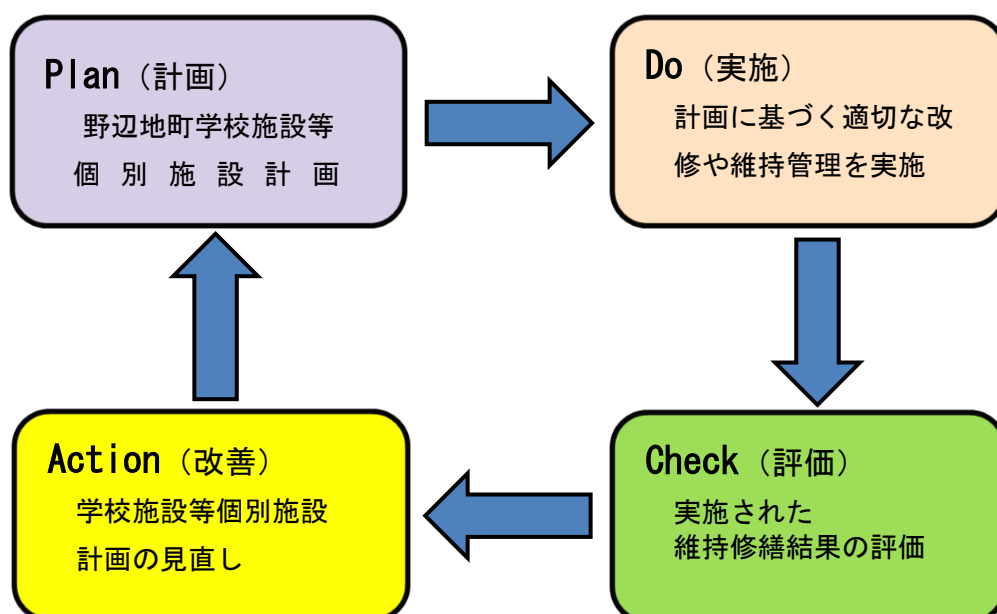 Plan（計画）
野辺地町学校施設等
個別施設計画
Do（実施）
計画に基づく適切な改
修や維持管理を実施
Action（改善）
学校施設等個別施設
計画の見直し
Check（評価）
実施された
維持修繕結果の評価